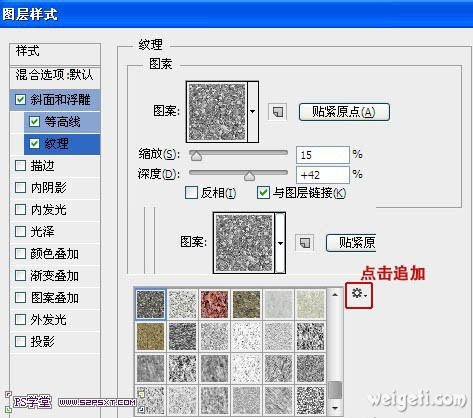 图层样式
样式
混合选项:默认
斜面和浮雕
等高线
纹理
描边
内阴影
内发光
光泽
颜色叠加
渐变叠加
图案叠加
外发光
投影
纹理
图素
图案:
贴紧原点(A)
缩放(S):
15
%
深度(D):
+42
%
反相(I)
与图层链接(K)
图案:
贴紧原
点击追加
PS学堂
www.52psxt.com
weigeti.com